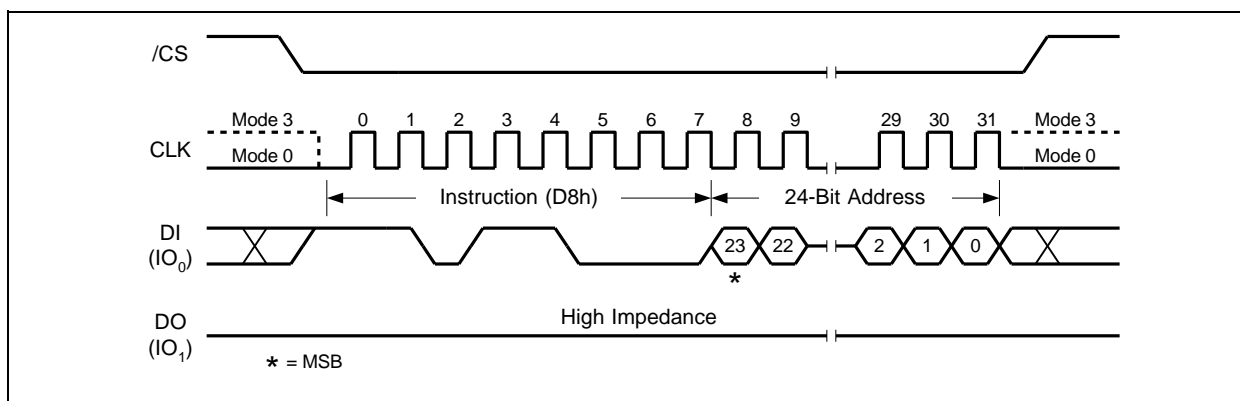 /CS
Mode 3 0 1 2 3 4 5 6 7 8 9 29 30 31 Mode 3
CLK
Mode 0 Mode 0
Instruction (D8h) 24-Bit Address
DI
(IO0)
23 22 2 1 0
*
High Impedance
DO
(IO1)
* = MSB